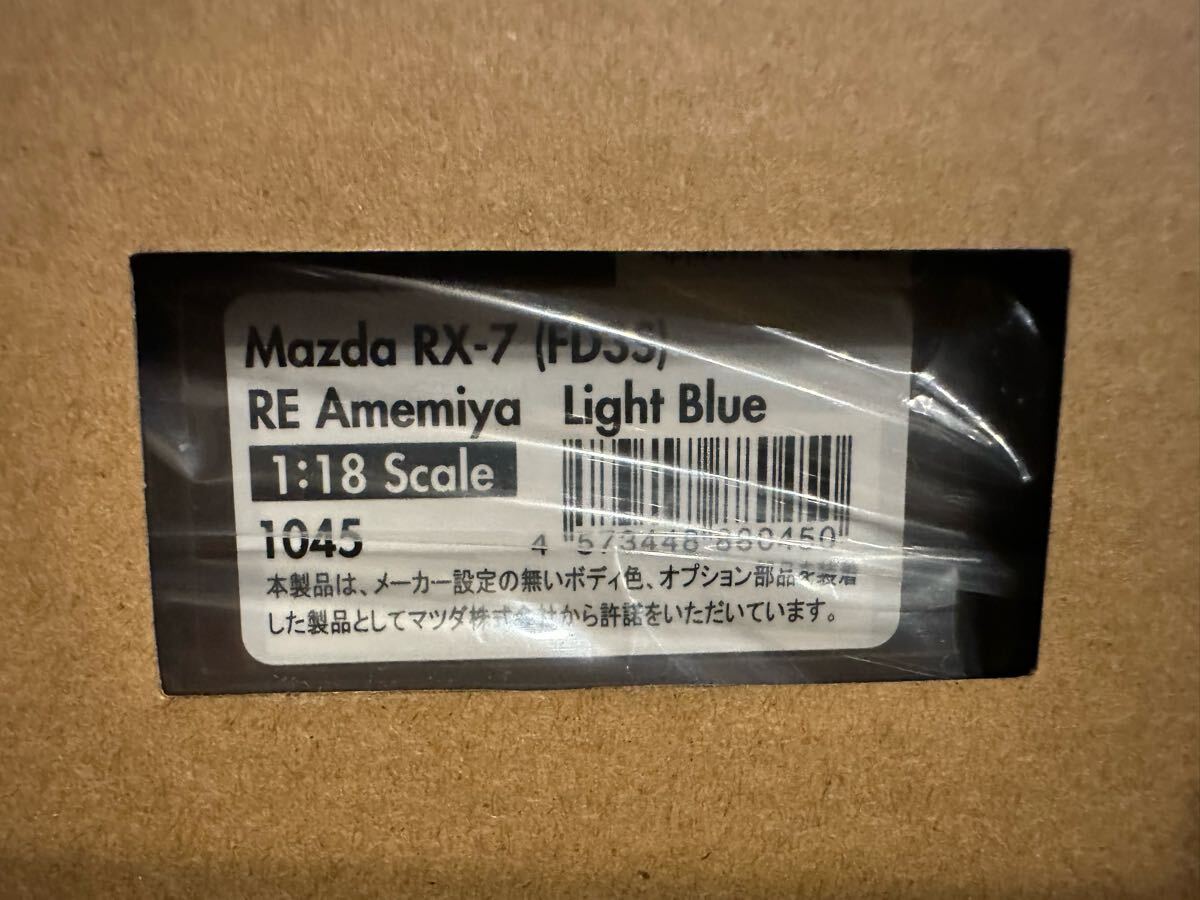 Mazda RX-7 (FD3S)
RE Amemiya Light Blue
1:18 Scale
1045
4 573448 880450
本製品は、メーカー設定の無いボディ色、オプション部品を装着
した製品としてマツダ株式会社から許諾をいただいています。